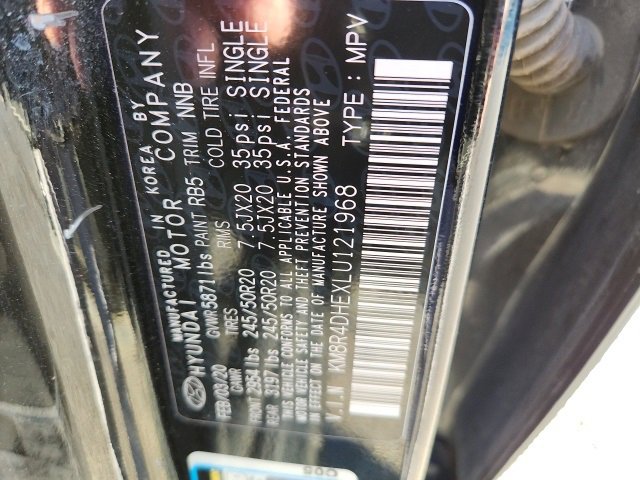 MANUFACTURED IN KOREA BY
HYUNDAI MOTOR COMPANY
GVWR 5871 lbs PAINT RB5 TRIM NNB
FEB/03/20 GAWR TIRES RIMS COLD TIRE INFL
FRONT 2954 lbs 245/50R20 7.5JX20 35psi SINGLE
REAR 3197 lbs 245/50R20 7.5JX20 35psi SINGLE
THIS VEHICLE CONFORMS TO ALL APPLICABLE U.S.A. FEDERAL
MOTOR VEHICLE SAFETY AND THEFT PREVENTION STANDARDS
IN EFFECT ON THE DATE OF MANUFACTURE SHOWN ABOVE
V.I.N KM8R4DHEXLU121968 TYPE : MPV